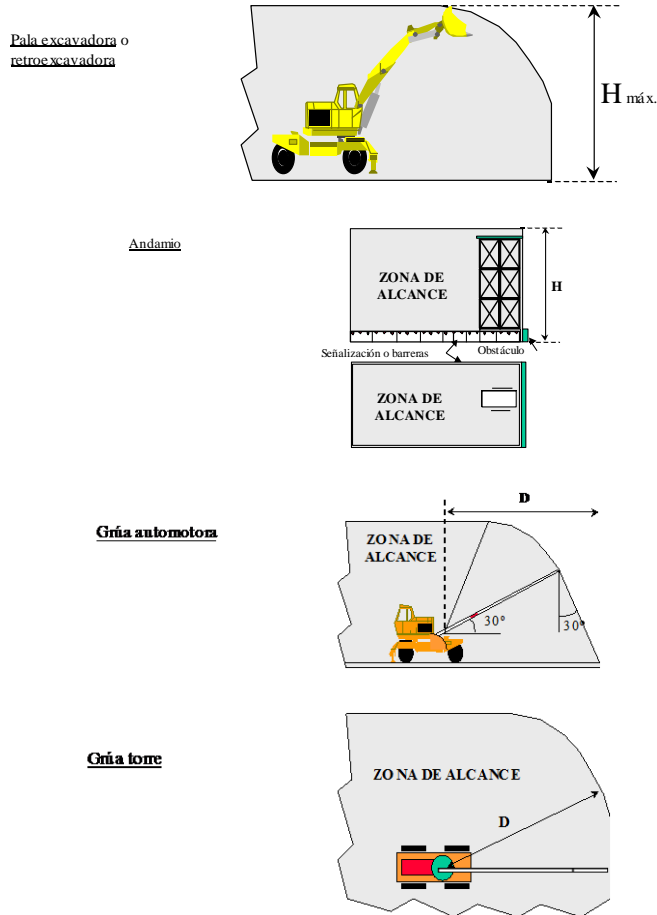 Pala excavadora o
retroexcavadora
H máx.
Andamio
ZONA DE
ALCANCE
H
Señalización o barreras
Obstáculo
ZONA DE
ALCANCE
D
Grúa automotora
ZONA DE
ALCANCE
30º
30º
Grúa torre
ZONA DE ALCANCE
D